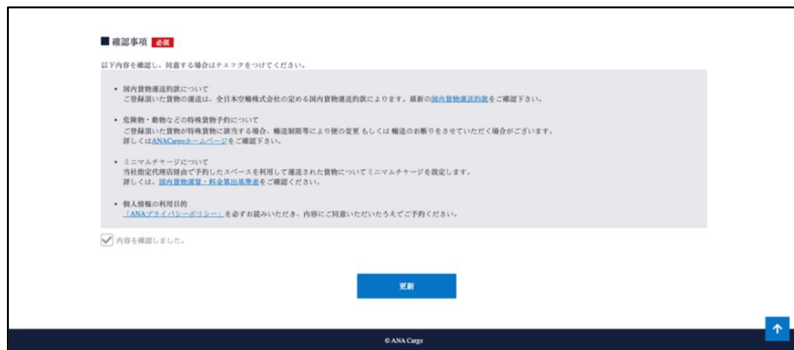 ■ 確認事項 必須
以下内容を確認し、同意する場合はチェックをつけてください。
• 国内貨物運送約款について
ご登録頂いた貨物の運送は、全日本空輸株式会社の定める国内貨物運送約款によります。最新の国内貨物運送約款をご確認下さい。
• 危険物・動物などの特殊貨物予約について
ご登録頂いた貨物が特殊貨物に該当する場合、輸送制限等により便の変更 もしくは 輸送のお断りをさせていただく場合がございます。
詳しくはANACargoホームページをご確認下さい。
• ミニマムチャージについて
当社指定代理店経由で予約したスペースを利用して運送された貨物についてミニマムチャージを設定します。
詳しくは、国内貨物運賃・料金算出基準表をご確認ください。
• 個人情報の利用目的
「ANAプライバシーポリシー」を必ずお読みいただき、内容にご同意いただいたうえでご予約ください。
内容を確認しました。
更新
© ANA Cargo